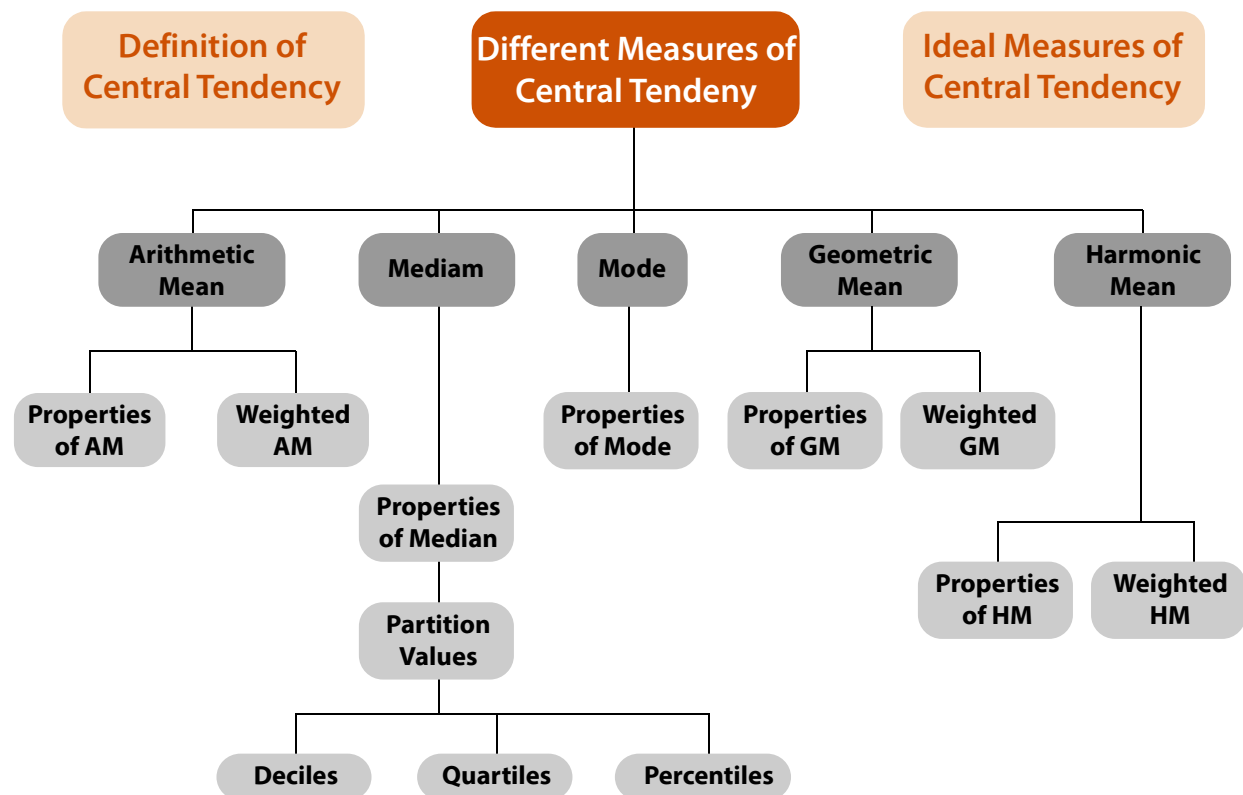 Definition of
Central Tendency
Different Measures of
Central Tendeny
Ideal Measures of
Central Tendency
Arithmetic
Mean
Mediam
Mode
Geometric
Mean
Harmonic
Mean
Properties
of AM
Weighted
AM
Properties
of Mode
Properties
of GM
Weighted
GM
Properties
of Median
Properties
of HM
Weighted
HM
Partition
Values
Deciles
Quartiles
Percentiles